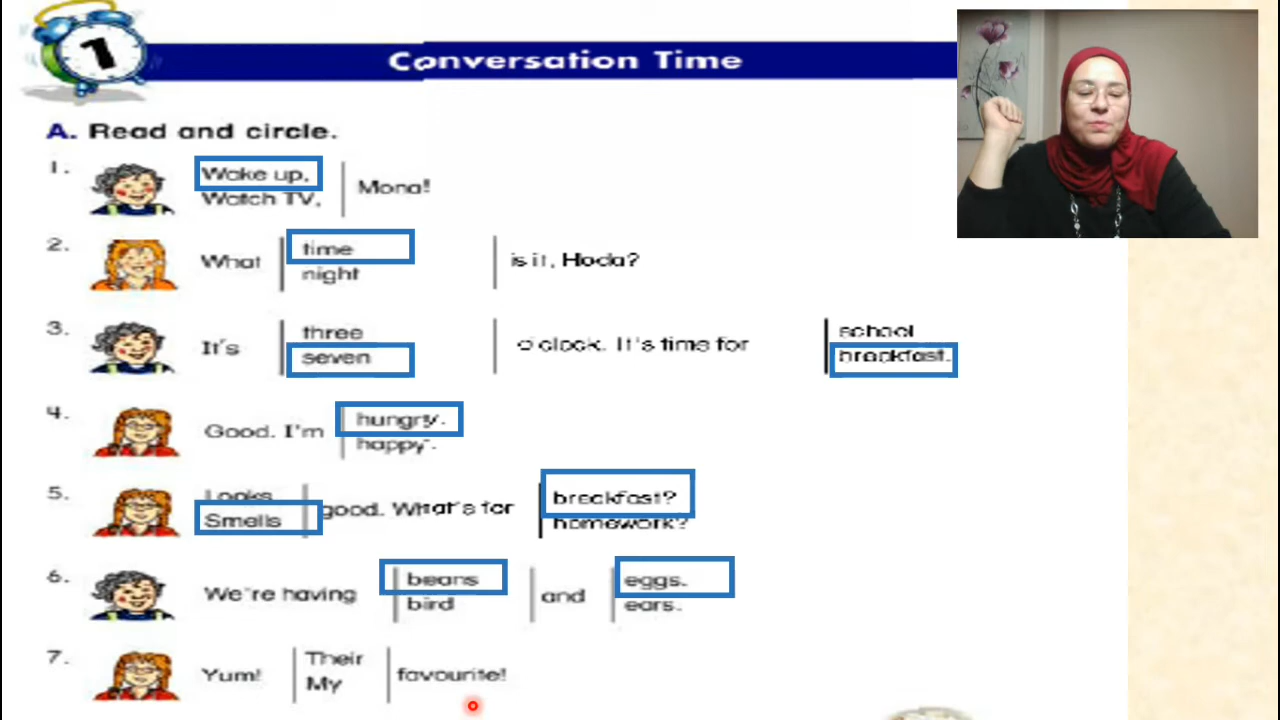 1
Conversation Time
A. Read and circle.
1. Wake up, Mona!
Watch TV,
2. What time is it, Hoda?
night
3. It's three o'clock. It's time for school
seven breakfast.
4. Good. I'm hungry.
happy.
5. Looks good. What's for breakfast?
Smells homework?
6. We're having beans and eggs.
bird ears.
7. Yum! Their favourite!
My